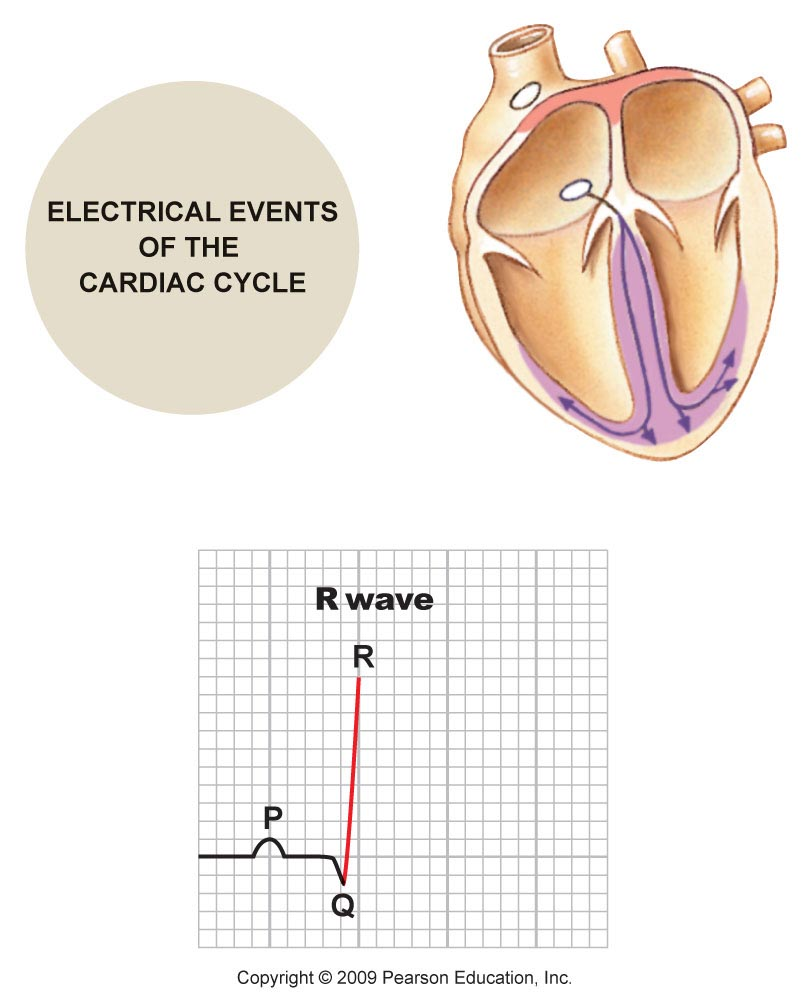 ELECTRICAL EVENTS
OF THE
CARDIAC CYCLE
R wave
R
P
Q
Copyright © 2009 Pearson Education, Inc.